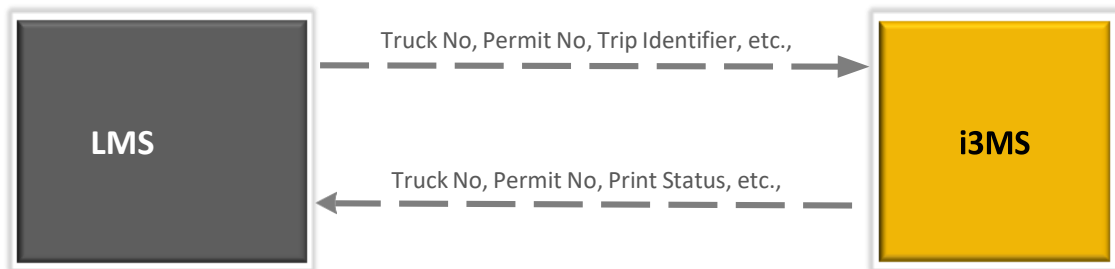 Truck No, Permit No, Trip Identifier, etc.,
LMS
i3MS
Truck No, Permit No, Print Status, etc.,